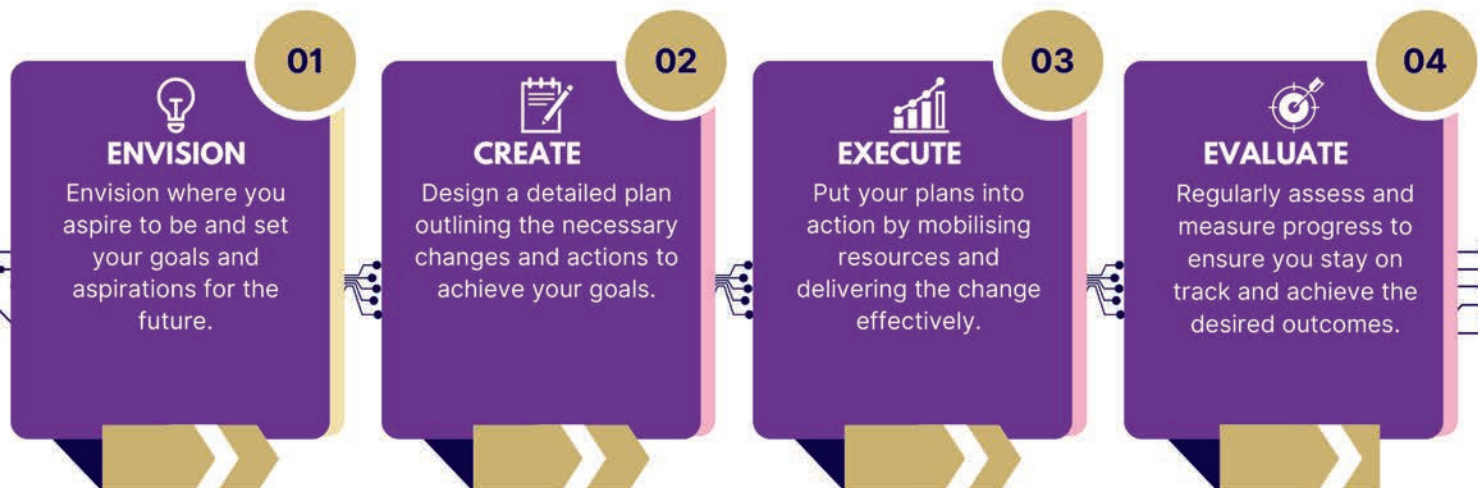 01
ENVISION
Envision where you
aspire to be and set
your goals and
aspirations for the
future.
02
CREATE
Design a detailed plan
outlining the necessary
changes and actions to
achieve your goals.
03
EXECUTE
Put your plans into
action by mobilising
resources and
delivering the change
effectively.
04
EVALUATE
Regularly assess and
measure progress to
ensure you stay on
track and achieve the
desired outcomes.